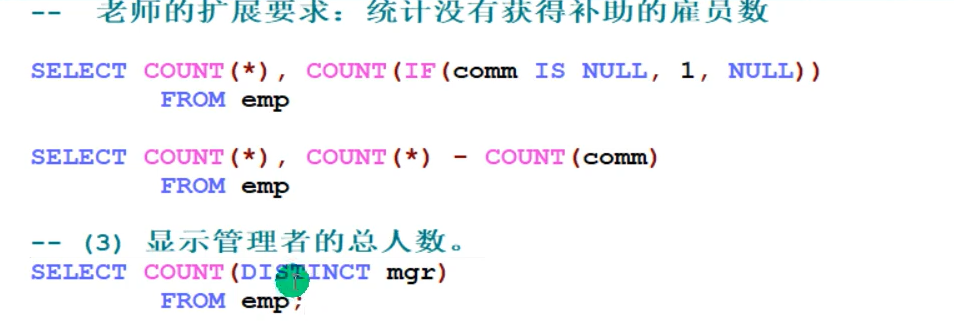 -- 老师的扩展要求：统计没有获得补助的雇员数
SELECT COUNT(*), COUNT(IF(comm IS NULL, 1, NULL))
FROM emp
SELECT COUNT(*), COUNT(*) - COUNT(comm)
FROM emp
-- (3) 显示管理者的总人数。
SELECT COUNT(DISTINCT mgr)
FROM emp;